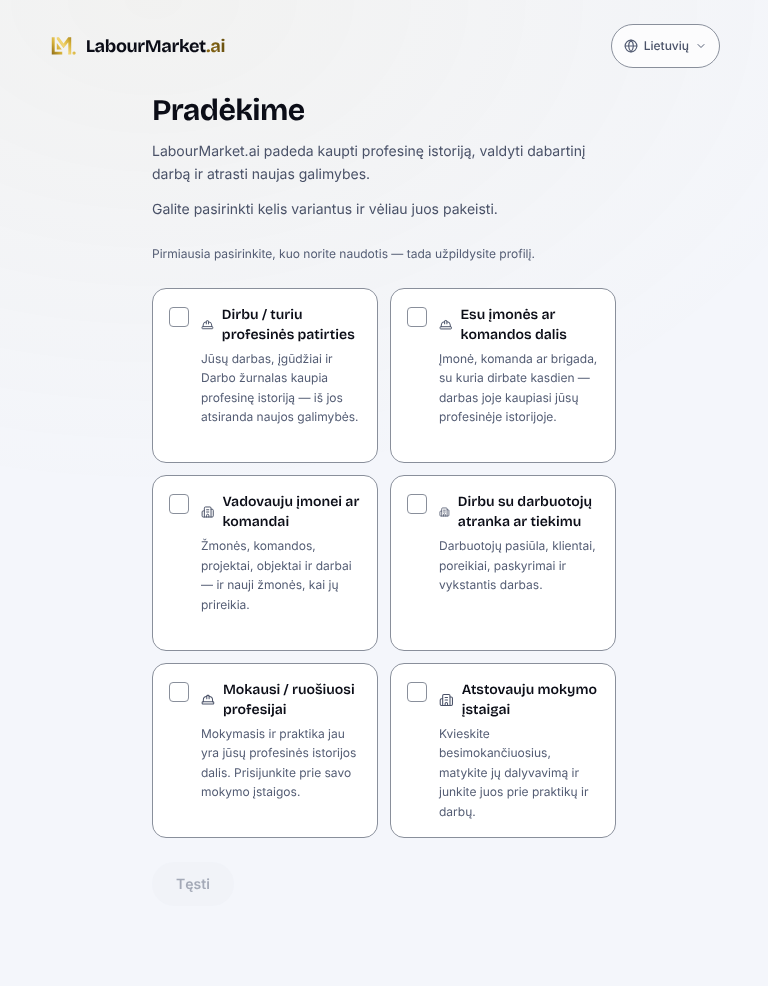 LabourMarket.ai
Lietuvių
Pradėkime
LabourMarket.ai padeda kaupti profesinę istoriją, valdyti dabartinį
darbą ir atrasti naujas galimybes.
Galite pasirinkti kelis variantus ir vėliau juos pakeisti.
Pirmiausia pasirinkite, kuo norite naudotis — tada užpildysite profilį.
Dirbu / turiu
profesinės patirties
Jūsų darbas, įgūdžiai ir
Darbo žurnalas kaupia
profesinę istoriją — iš jos
atsiranda naujos galimybės.
Esu įmonės ar
komandos dalis
Įmonė, komanda ar brigada,
su kuria dirbate kasdien —
darbas joje kaupiasi jūsų
profesinėje istorijoje.
Vadovauju įmonei ar
komandai
Žmonės, komandos,
projektai, objektai ir darbai
— ir nauji žmonės, kai jų
prireikia.
Dirbu su darbuotojų
atranka ar tiekimu
Darbuotojų pasiūla, klientai,
poreikiai, paskyrimai ir
vykstantis darbas.
Mokausi / ruošiuosi
profesijai
Mokymasis ir praktika jau
yra jūsų profesinės istorijos
dalis. Prisijunkite prie savo
mokymo įstaigos.
Atstovauju mokymo
įstaigai
Kvieskite
besimokančiuosius,
matykite jų dalyvavimą ir
junkite juos prie praktikų ir
darbų.
Tęsti